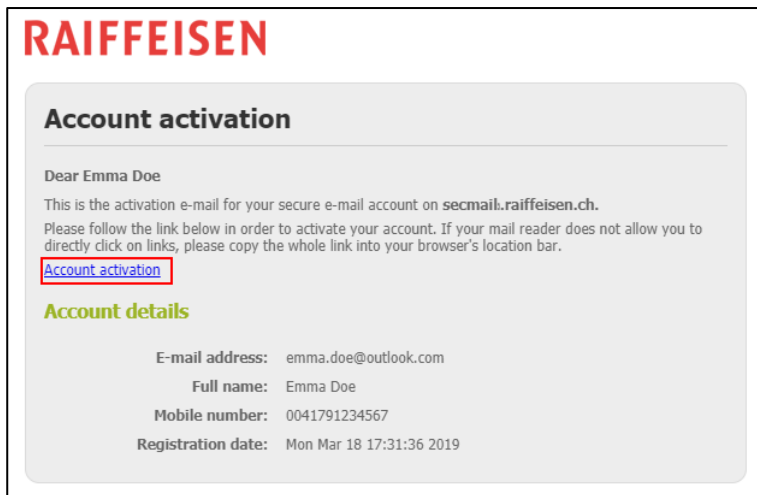 RAIFFEISEN
Account activation
Dear Emma Doe
This is the activation e-mail for your secure e-mail account on secmail.raiffeisen.ch.
Please follow the link below in order to activate your account. If your mail reader does not allow you to
directly click on links, please copy the whole link into your browser's location bar.
Account activation
Account details
E-mail address: emma.doe@outlook.com
Full name: Emma Doe
Mobile number: 0041791234567
Registration date: Mon Mar 18 17:31:36 2019